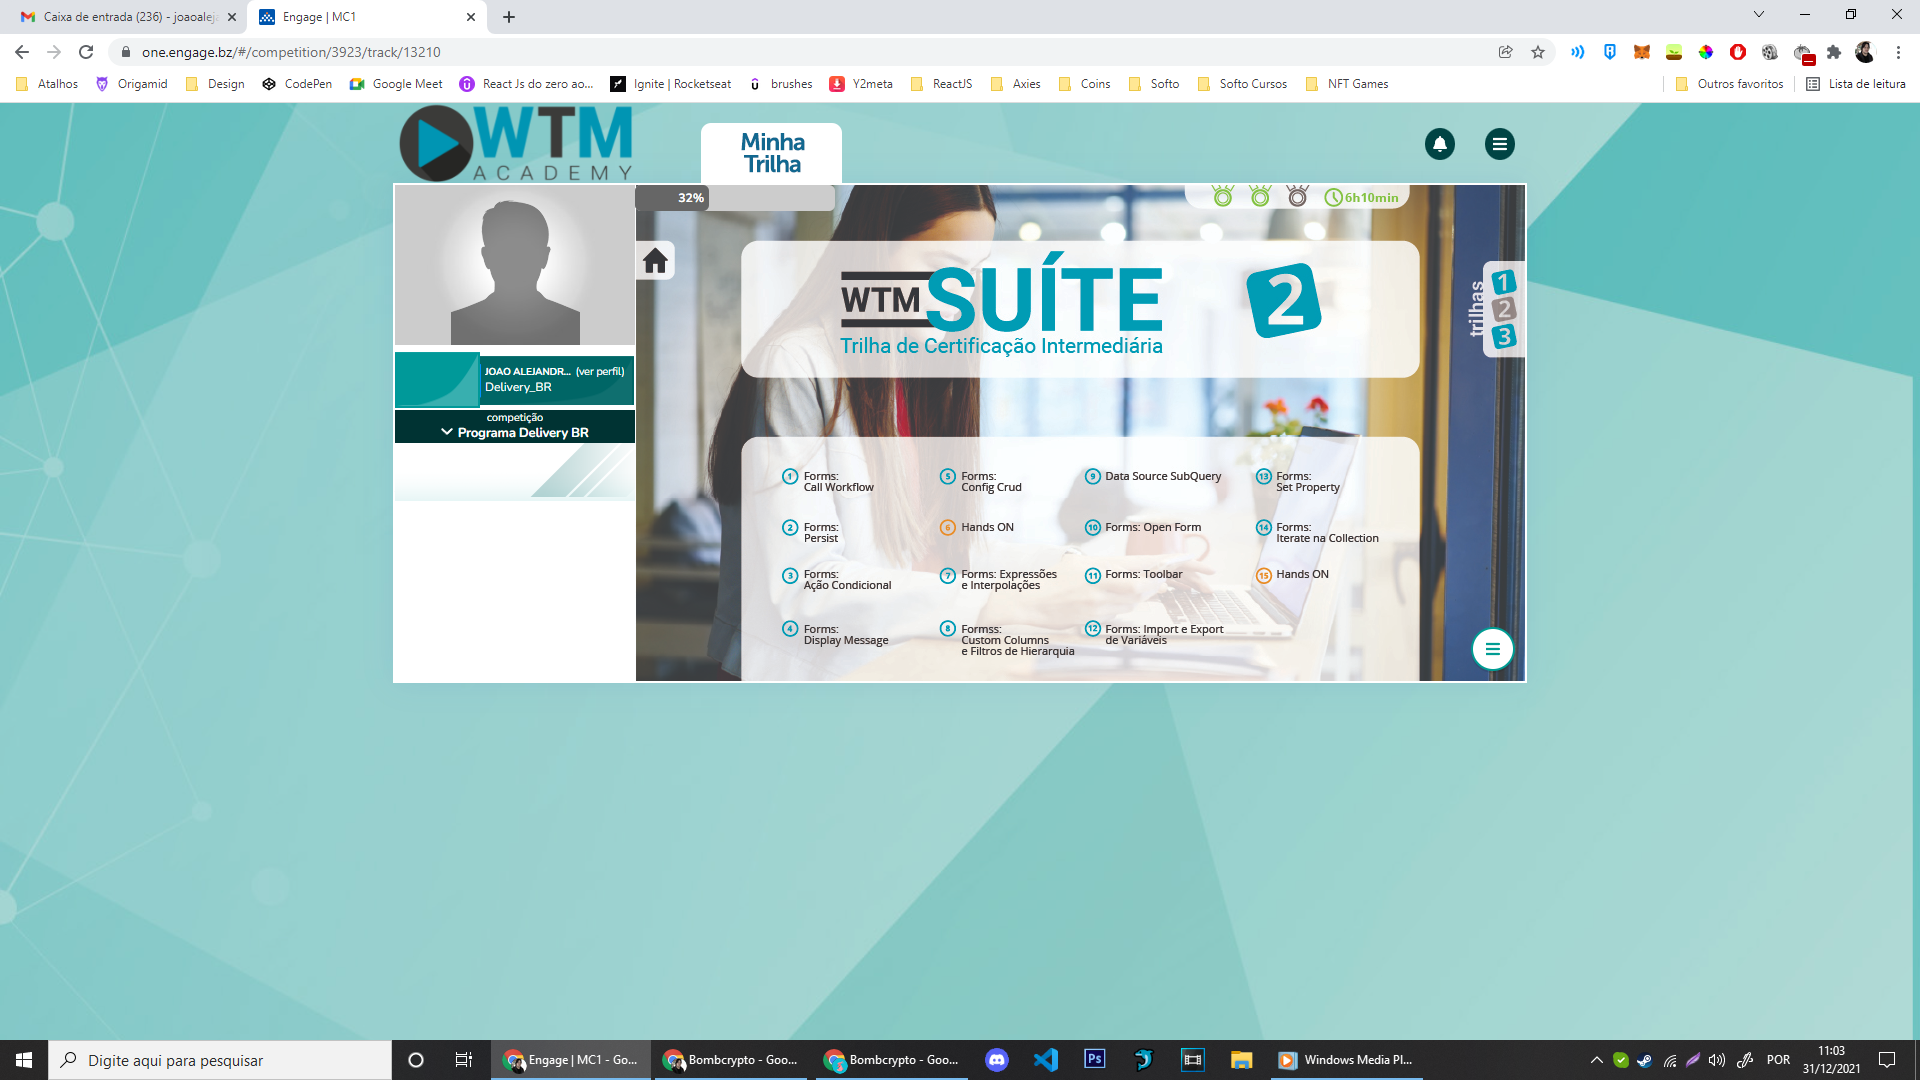 Caixa de entrada (236) - joaoaleja
Engage | MC1
one.engage.bz/#/competition/3923/track/13210
Atalhos
Origamid
Design
CodePen
Google Meet
React Js do zero ao...
Ignite | Rocketseat
brushes
Y2meta
ReactJS
Axies
Coins
Softo
Softo Cursos
NFT Games
Outros favoritos
Lista de leitura
WTM
ACADEMY
Minha
Trilha
32%
6h10min
JOAO ALEJANDR... (ver perfil)
Delivery_BR
competição
Programa Delivery BR
WTM SUÍTE 2
Trilha de Certificação Intermediária
trilhas
1
2
3
1 Forms:
Call Workflow
2 Forms:
Persist
3 Forms:
Ação Condicional
4 Forms:
Display Message
5 Forms:
Config Crud
6 Hands ON
7 Forms: Expressões
e Interpolações
8 Formss:
Custom Columns
e Filtros de Hierarquia
9 Data Source SubQuery
10 Forms: Open Form
11 Forms: Toolbar
12 Forms: Import e Export
de Variáveis
13 Forms:
Set Property
14 Forms:
Iterate na Collection
15 Hands ON
Digite aqui para pesquisar
Engage | MC1 - Go...
Bombcrypto - Goo...
Bombcrypto - Goo...
Ps
Windows Media Pl...
POR
11:03
31/12/2021